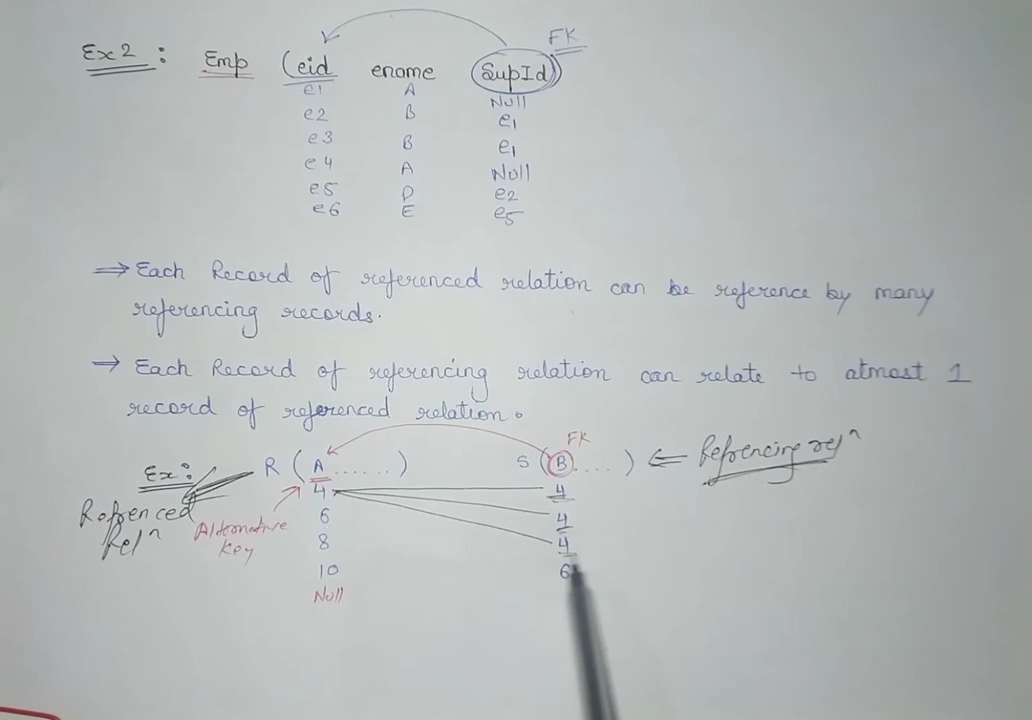 Ex2 : Emp (eid ename SupId) FK
e1 A Null
e2 B e1
e3 B e1
e4 A Null
e5 D e2
e6 E e5
⇒ Each Record of referenced relation can be reference by many
referencing records.
⇒ Each Record of referencing relation can relate to atmost 1
record of referenced relation.
FK
Ex: R (A.......) S (B....) ⇐ Refrencing relⁿ
Refrenced
Relⁿ
Alternative
key
4 4
6 4
8 4
10 6
Null